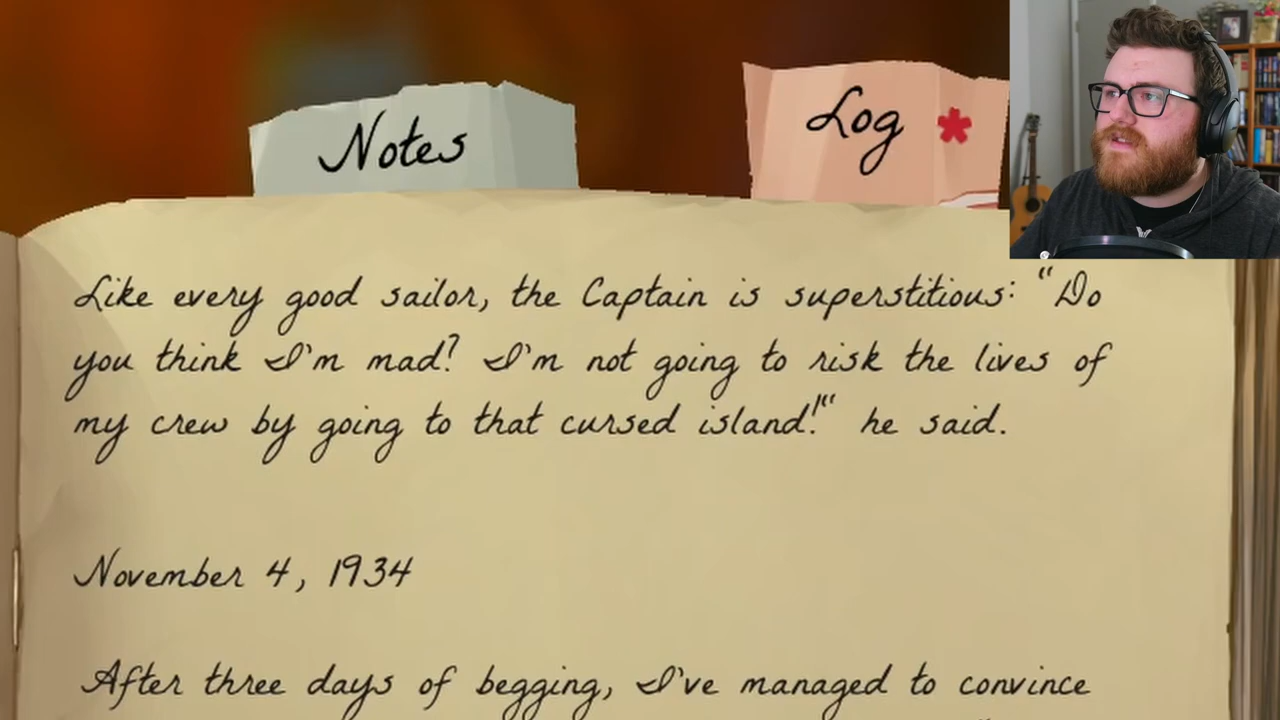 Notes
Log *
Like every good sailor, the Captain is superstitious: "Do
you think I'm mad? I'm not going to risk the lives of
my crew by going to that cursed island!" he said.
November 4, 1934
After three days of begging, I've managed to convince